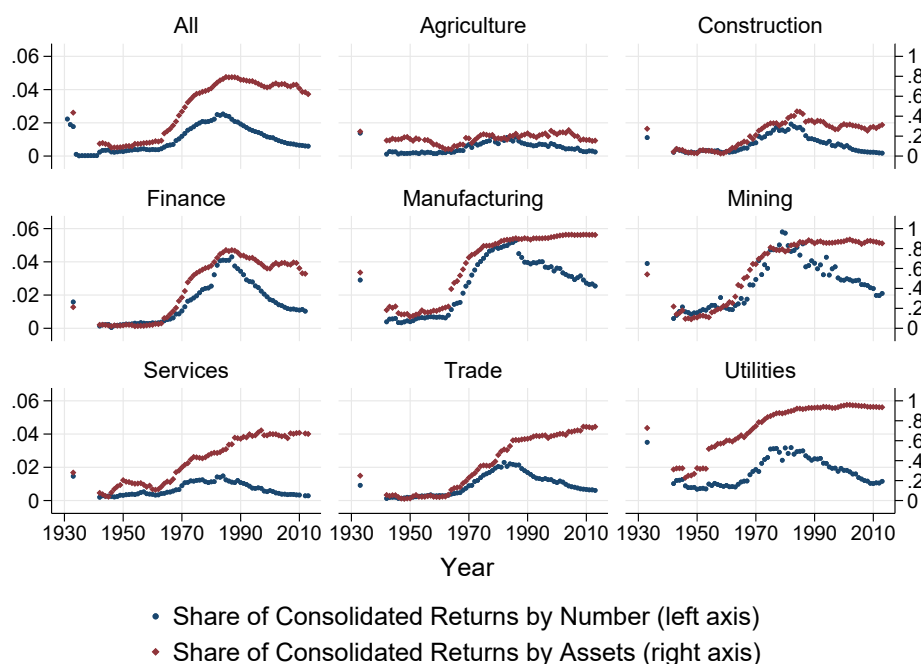 All Agriculture Construction
.06 1
.8
.04 .6
.02 .4
.2
0 0
Finance Manufacturing Mining
.06 1
.8
.04 .6
.02 .4
.2
0 0
Services Trade Utilities
.06 1
.8
.04 .6
.02 .4
.2
0 0
1930 1950 1970 1990 2010 1930 1950 1970 1990 2010 1930 1950 1970 1990 2010
Year
Share of Consolidated Returns by Number (left axis)
Share of Consolidated Returns by Assets (right axis)